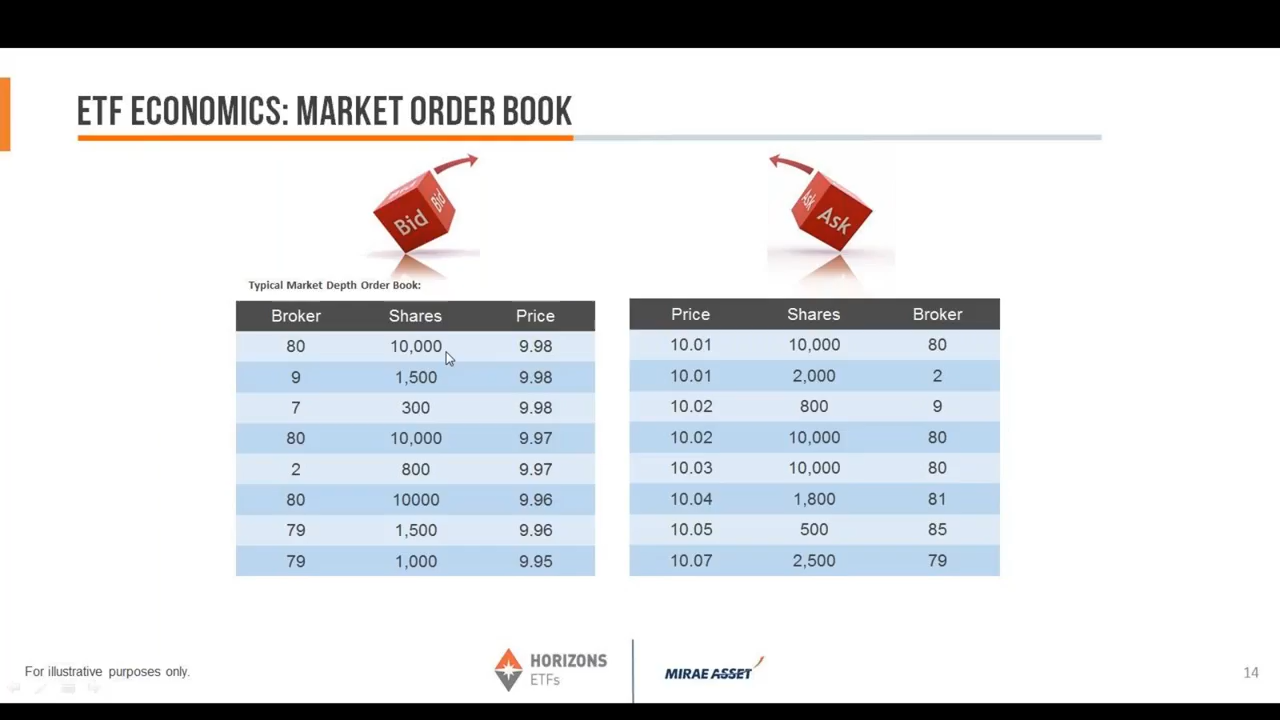 ETF ECONOMICS: MARKET ORDER BOOK
Bid
Bid
Ask
Ask
Typical Market Depth Order Book:
Broker Shares Price
80 10,000 9.98
9 1,500 9.98
7 300 9.98
80 10,000 9.97
2 800 9.97
80 10000 9.96
79 1,500 9.96
79 1,000 9.95
Price Shares Broker
10.01 10,000 80
10.01 2,000 2
10.02 800 9
10.02 10,000 80
10.03 10,000 80
10.04 1,800 81
10.05 500 85
10.07 2,500 79
For illustrative purposes only.
HORIZONS
ETFs
MIRAE ASSET
14